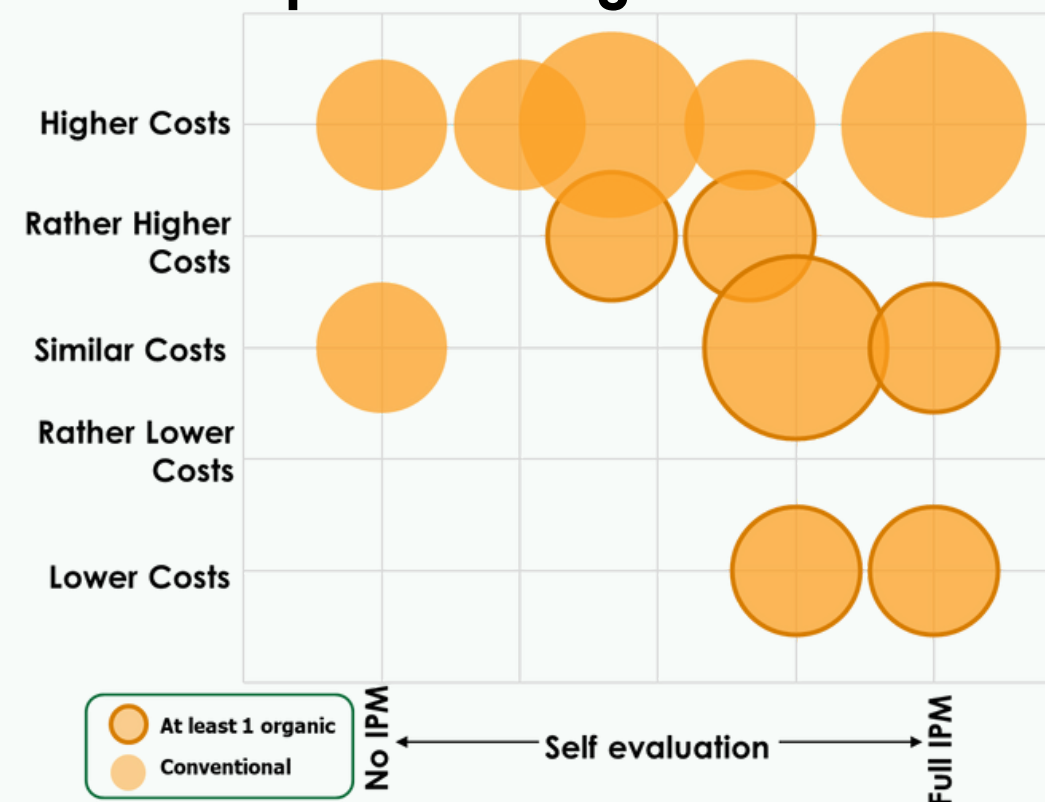 Higher Costs
Rather Higher
Costs
Similar Costs
Rather Lower
Costs
Lower Costs
At least 1 organic
Conventional
No IPM
Self evaluation
Full IPM